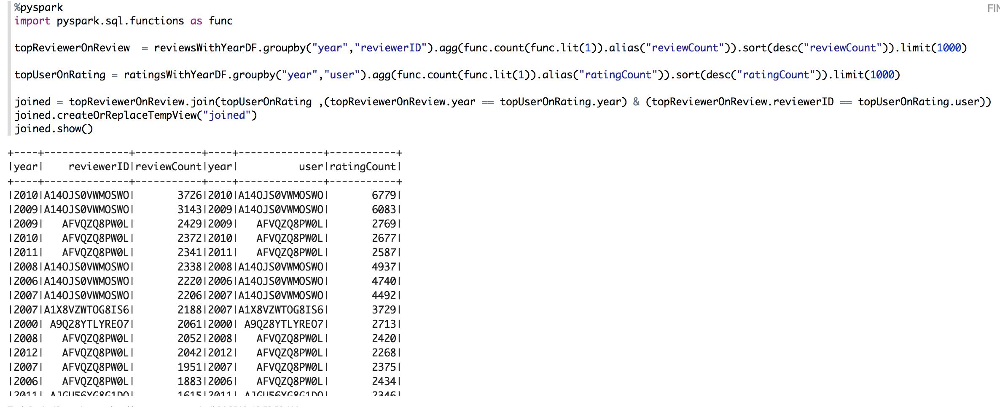 %pyspark
FIN
import pyspark.sql.functions as func
topReviewerOnReview  = reviewsWithYearDF.groupby("year","reviewerID").agg(func.count(func.lit(1)).alias("reviewCount")).sort(desc("reviewCount")).limit(1000)
topUserOnRating = ratingsWithYearDF.groupby("year","user").agg(func.count(func.lit(1)).alias("ratingCount")).sort(desc("ratingCount")).limit(1000)
joined = topReviewerOnReview.join(topUserOnRating ,(topReviewerOnReview.year == topUserOnRating.year) & (topReviewerOnReview.reviewerID == topUserOnRating.user))
joined.createOrReplaceTempView("joined")
joined.show()
+----+--------------+-----------+----+--------------+-----------+
|year|    reviewerID|reviewCount|year|          user|ratingCount|
+----+--------------+-----------+----+--------------+-----------+
|2010|A14OJS0VWMOSWO|       3726|2010|A14OJS0VWMOSWO|       6779|
|2009|A14OJS0VWMOSWO|       3143|2009|A14OJS0VWMOSWO|       6083|
|2009|   AFVQZQ8PW0L|       2429|2009|   AFVQZQ8PW0L|       2769|
|2010|   AFVQZQ8PW0L|       2372|2010|   AFVQZQ8PW0L|       2677|
|2011|   AFVQZQ8PW0L|       2341|2011|   AFVQZQ8PW0L|       2587|
|2008|A14OJS0VWMOSWO|       2338|2008|A14OJS0VWMOSWO|       4937|
|2006|A14OJS0VWMOSWO|       2220|2006|A14OJS0VWMOSWO|       4740|
|2007|A14OJS0VWMOSWO|       2206|2007|A14OJS0VWMOSWO|       4492|
|2007|A1X8VZWTOG8IS6|       2188|2007|A1X8VZWTOG8IS6|       3729|
|2000| A9Q28YTLYREO7|       2061|2000| A9Q28YTLYREO7|       2713|
|2008|   AFVQZQ8PW0L|       2052|2008|   AFVQZQ8PW0L|       2420|
|2012|   AFVQZQ8PW0L|       2042|2012|   AFVQZQ8PW0L|       2268|
|2007|   AFVQZQ8PW0L|       1951|2007|   AFVQZQ8PW0L|       2375|
|2006|   AFVQZQ8PW0L|       1883|2006|   AFVQZQ8PW0L|       2434|
|2011| AJGU56YG8G1DQ|       1615|2011| AJGU56YG8G1DQ|       2346|